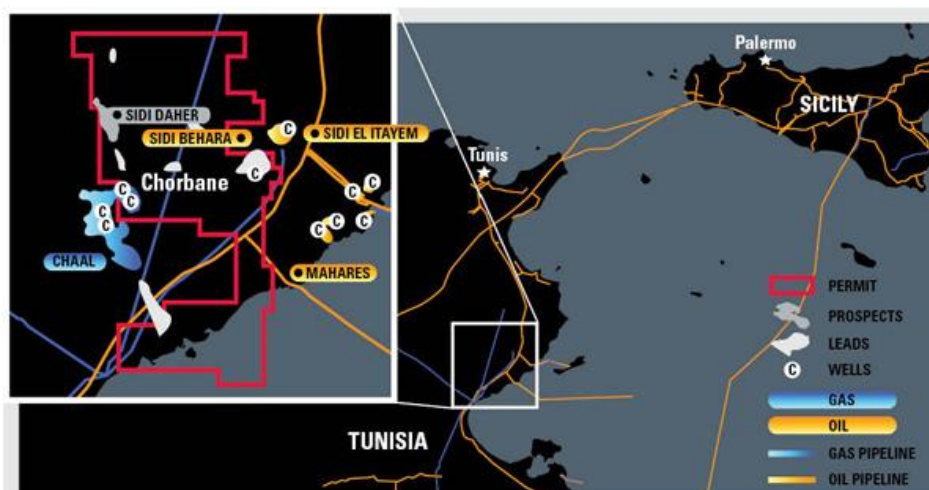 SIDI DAHER
SIDI BEHARA
C
SIDI EL ITAYEM
Chorbane
C
C
C
C
C
C
C
C
C
C
CHAAL
MAHARES
Palermo
SICILY
Tunis
TUNISIA
PERMIT
PROSPECTS
LEADS
C
WELLS
GAS
OIL
GAS PIPELINE
OIL PIPELINE